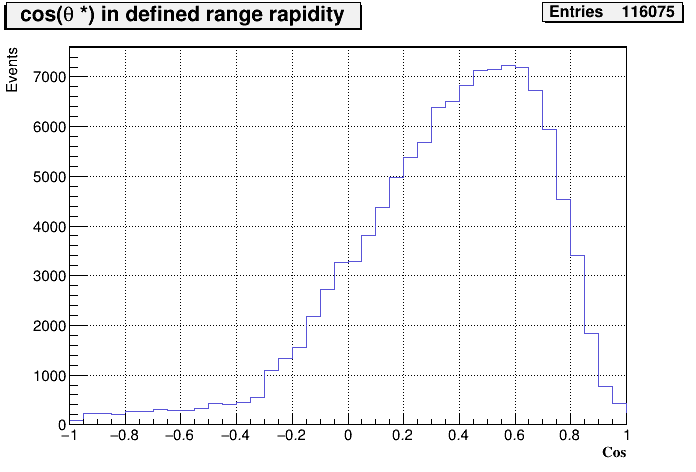 cos(θ *) in defined range rapidity
Entries 116075
Events
7000
6000
5000
4000
3000
2000
1000
0
−1 −0.8 −0.6 −0.4 −0.2 0 0.2 0.4 0.6 0.8 1
Cos